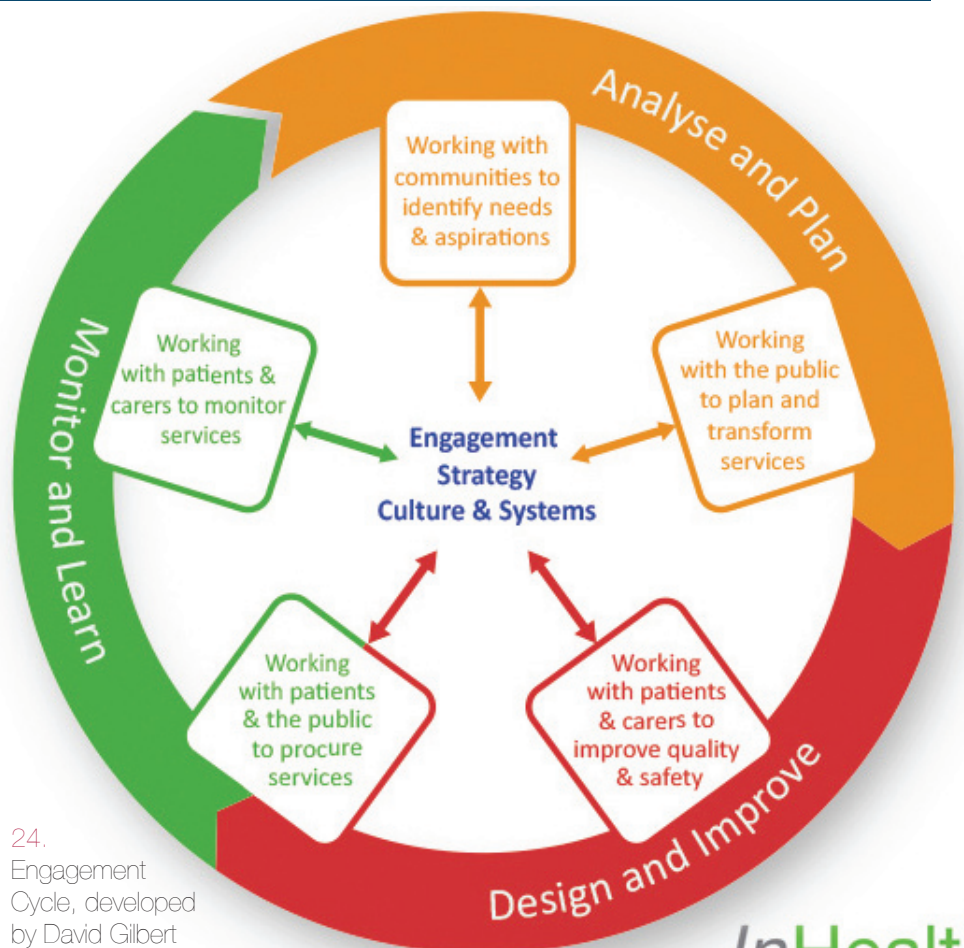 Analyse and Plan
Working with
communities to
identify needs
& aspirations
Working
with the public
to plan and
transform
services
Working
with patients &
carers to monitor
services
Engagement
Strategy
Culture & Systems
Monitor and Learn
Working
with patients
& the public
to procure
services
Working
with patients
& carers to
improve quality
& safety
Design and Improve
24.
Engagement
Cycle, developed
by David Gilbert